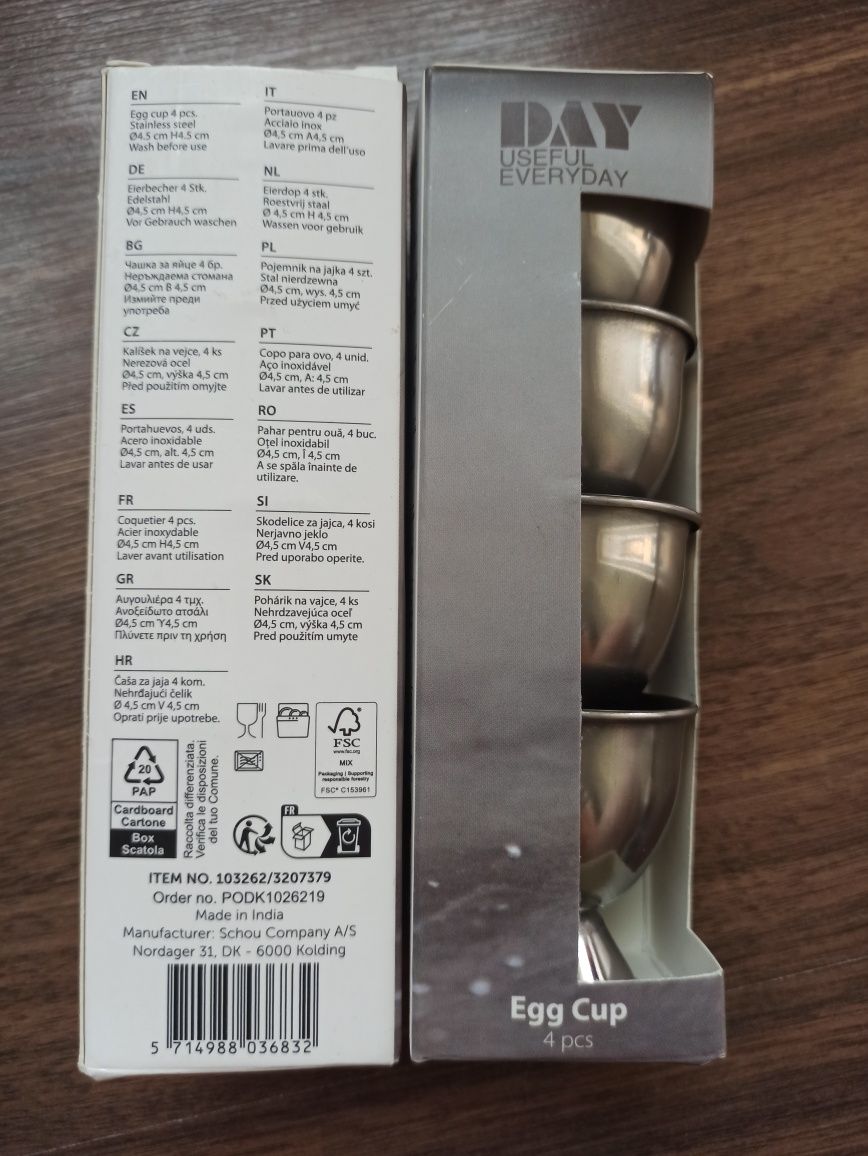 EN
Egg cup 4 pcs.
Stainless steel
Ø4.5 cm H4.5 cm
Wash before use
DE
Eierbecher 4 Stk.
Edelstahl
Ø4,5 cm H4,5 cm
Vor Gebrauch waschen
BG
Чашка за яйце 4 бр.
Неръждаема стомана
Ø4,5 cm В 4,5 cm
Измийте преди
употреба
CZ
Kalíšek na vejce, 4 ks
Nerezová ocel
Ø4,5 cm, výška 4,5 cm
Před použitím omyjte
ES
Portahuevos, 4 uds.
Acero inoxidable
Ø4,5 cm, alt. 4,5 cm
Lavar antes de usar
FR
Coquetier 4 pcs.
Acier inoxydable
Ø4,5 cm H4,5 cm
Laver avant utilisation
GR
Αυγουλιέρα 4 τμχ.
Ανοξείδωτο ατσάλι
Ø4,5 cm Ύ4,5 cm
Πλύνετε πριν τη χρήση
HR
Čaša za jaja 4 kom.
Nehrđajući čelik
Ø 4,5 cm V 4,5 cm
Oprati prije upotrebe.
IT
Portauovo 4 pz
Acciaio inox
Ø4,5 cm A4,5 cm
Lavare prima dell'uso
NL
Eierdop 4 stk.
Roestvrij staal
Ø 4,5 cm H 4,5 cm
Wassen voor gebruik
PL
Pojemnik na jajka 4 szt.
Stal nierdzewna
Ø4,5 cm, wys. 4,5 cm
Przed użyciem umyć
PT
Copo para ovo, 4 unid.
Aço inoxidável
Ø4,5 cm, A: 4,5 cm
Lavar antes de utilizar
RO
Pahar pentru ouă, 4 buc.
Oțel inoxidabil
Ø4,5 cm, Î 4,5 cm
A se spăla înainte de
utilizare.
SI
Skodelice za jajca, 4 kosi
Nerjavno jeklo
Ø4,5 cm V4,5 cm
Pred uporabo operite.
SK
Pohárik na vajce, 4 ks
Nehrdzavejúca oceľ
Ø4,5 cm, výška 4,5 cm
Pred použitím umyte
FSC
www.fsc.org
MIX
Packaging | Supporting
responsible forestry
FSC® C153961
20
PAP
Cardboard
Cartone
Box
Scatola
Raccolta differenziata.
Verifica le disposizioni
del tuo Comune.
FR
ITEM NO. 103262/3207379
Order no. PODK1026219
Made in India
Manufacturer: Schou Company A/S
Nordager 31, DK - 6000 Kolding
5 714988 036832
DAY
USEFUL
EVERYDAY
Egg Cup
4 pcs